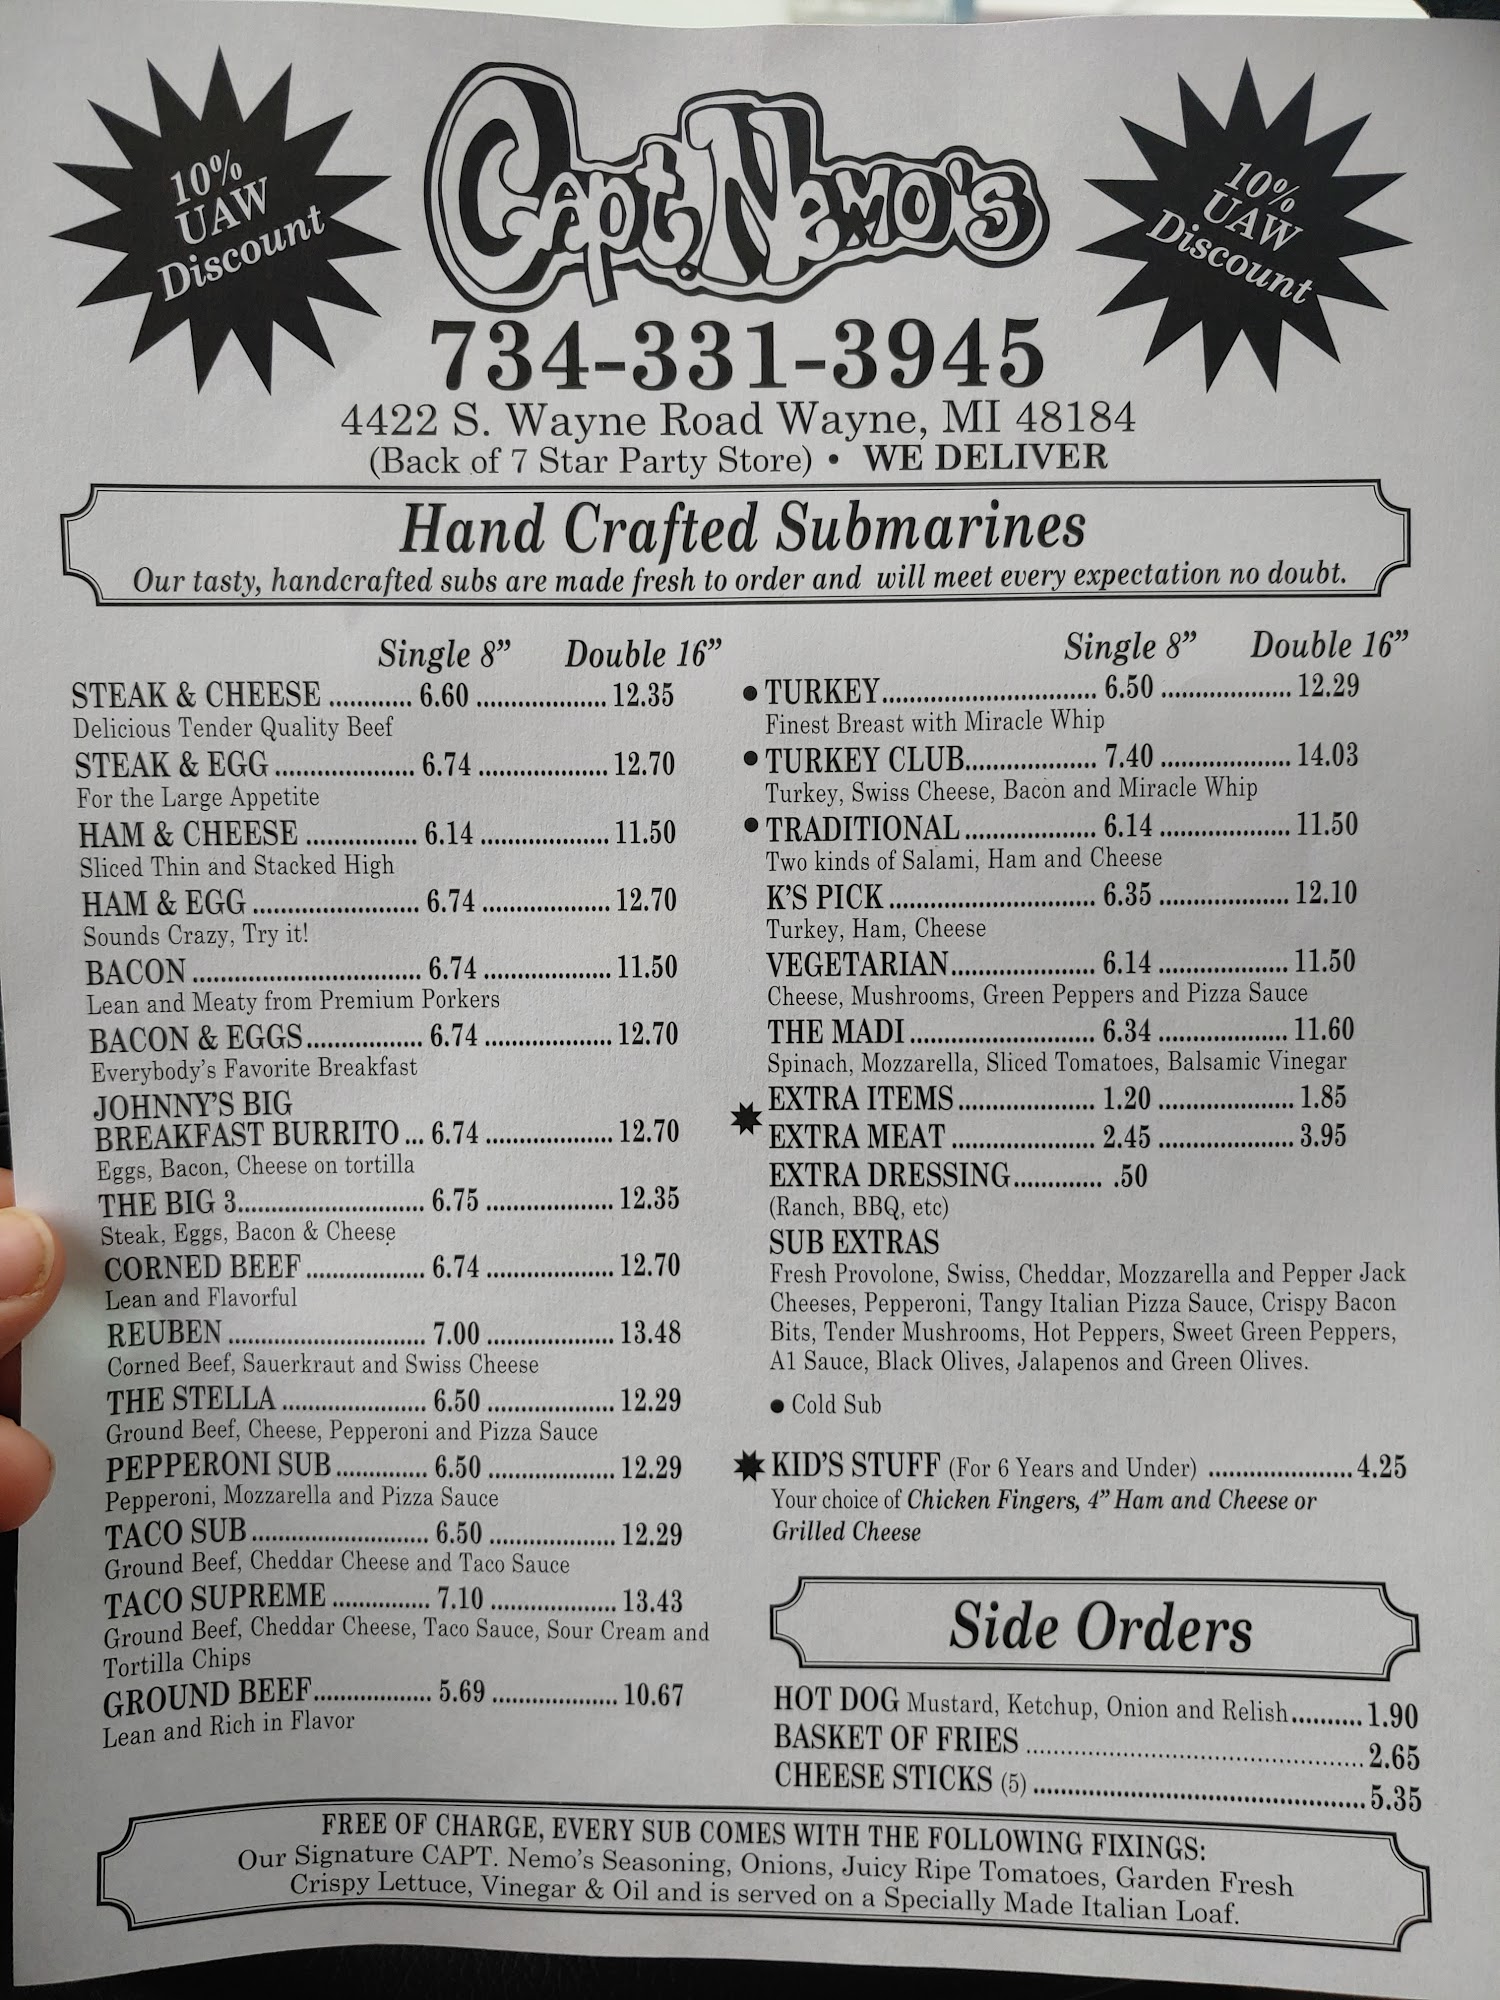 10%
UAW
Discount
Capt. Nemo's
10%
UAW
Discount
734-331-3945
4422 S. Wayne Road Wayne, MI 48184
(Back of 7 Star Party Store) • WE DELIVER
Hand Crafted Submarines
Our tasty, handcrafted subs are made fresh to order and will meet every expectation no doubt.
Single 8” Double 16”
STEAK & CHEESE ............ 6.60 ................... 12.35
Delicious Tender Quality Beef
STEAK & EGG .................... 6.74 ................... 12.70
For the Large Appetite
HAM & CHEESE ................ 6.14 ................... 11.50
Sliced Thin and Stacked High
HAM & EGG ........................ 6.74 ................... 12.70
Sounds Crazy, Try it!
BACON ................................. 6.74 ................... 11.50
Lean and Meaty from Premium Porkers
BACON & EGGS ................. 6.74 ................... 12.70
Everybody's Favorite Breakfast
JOHNNY'S BIG
BREAKFAST BURRITO ... 6.74 ................... 12.70
Eggs, Bacon, Cheese on tortilla
THE BIG 3........................... 6.75 ................... 12.35
Steak, Eggs, Bacon & Cheese
CORNED BEEF ................. 6.74 ................... 12.70
Lean and Flavorful
REUBEN ............................. 7.00 ................... 13.48
Corned Beef, Sauerkraut and Swiss Cheese
THE STELLA ..................... 6.50 ................... 12.29
Ground Beef, Cheese, Pepperoni and Pizza Sauce
PEPPERONI SUB............. 6.50 ................... 12.29
Pepperoni, Mozzarella and Pizza Sauce
TACO SUB .......................... 6.50 ................... 12.29
Ground Beef, Cheddar Cheese and Taco Sauce
TACO SUPREME .............. 7.10 ................... 13.43
Ground Beef, Cheddar Cheese, Taco Sauce, Sour Cream and
Tortilla Chips
GROUND BEEF................. 5.69 ................... 10.67
Lean and Rich in Flavor
Single 8” Double 16”
• TURKEY............................... 6.50 ................... 12.29
Finest Breast with Miracle Whip
• TURKEY CLUB................... 7.40 ................... 14.03
Turkey, Swiss Cheese, Bacon and Miracle Whip
• TRADITIONAL ................... 6.14 ................... 11.50
Two kinds of Salami, Ham and Cheese
K'S PICK .............................. 6.35 ................... 12.10
Turkey, Ham, Cheese
VEGETARIAN..................... 6.14 ................... 11.50
Cheese, Mushrooms, Green Peppers and Pizza Sauce
THE MADI ........................... 6.34 ................... 11.60
Spinach, Mozzarella, Sliced Tomatoes, Balsamic Vinegar
EXTRA ITEMS .................... 1.20 .................... 1.85
EXTRA MEAT ..................... 2.45 .................... 3.95
EXTRA DRESSING............. .50
(Ranch, BBQ, etc)
SUB EXTRAS
Fresh Provolone, Swiss, Cheddar, Mozzarella and Pepper Jack
Cheeses, Pepperoni, Tangy Italian Pizza Sauce, Crispy Bacon
Bits, Tender Mushrooms, Hot Peppers, Sweet Green Peppers,
A1 Sauce, Black Olives, Jalapenos and Green Olives.
• Cold Sub
KID'S STUFF (For 6 Years and Under) .....................4.25
Your choice of Chicken Fingers, 4” Ham and Cheese or
Grilled Cheese
Side Orders
HOT DOG Mustard, Ketchup, Onion and Relish..........1.90
BASKET OF FRIES .................................................2.65
CHEESE STICKS (5) ................................................5.35
FREE OF CHARGE, EVERY SUB COMES WITH THE FOLLOWING FIXINGS:
Our Signature CAPT. Nemo's Seasoning, Onions, Juicy Ripe Tomatoes, Garden Fresh
Crispy Lettuce, Vinegar & Oil and is served on a Specially Made Italian Loaf.